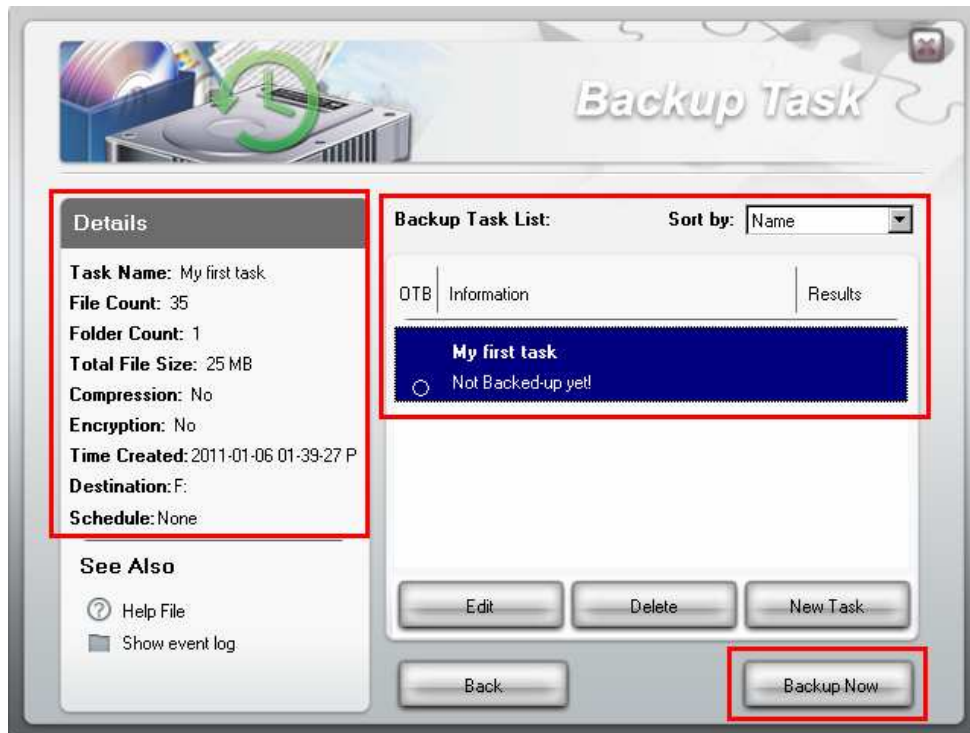 Backup Task
Details
Task Name: My first task
File Count: 35
Folder Count: 1
Total File Size: 25 MB
Compression: No
Encryption: No
Time Created: 2011-01-06 01-39-27 P
Destination: F:
Schedule: None
See Also
Help File
Show event log
Backup Task List: Sort by: Name
OTB Information Results
My first task
Not Backed-up yet!
Edit Delete New Task
Back Backup Now